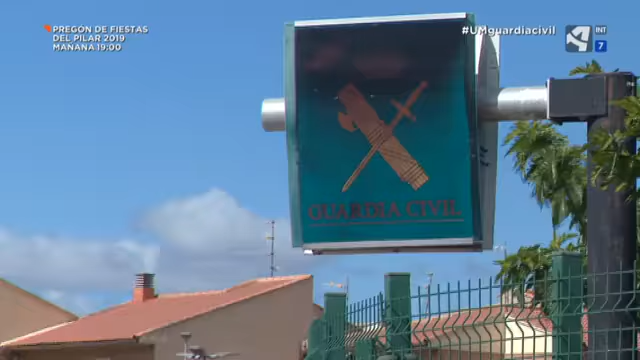 PREGÓN DE FIESTAS
DEL PILAR 2019
MAÑANA 19:00
#UMguardiacivil
INT
7
GUARDIA CIVIL